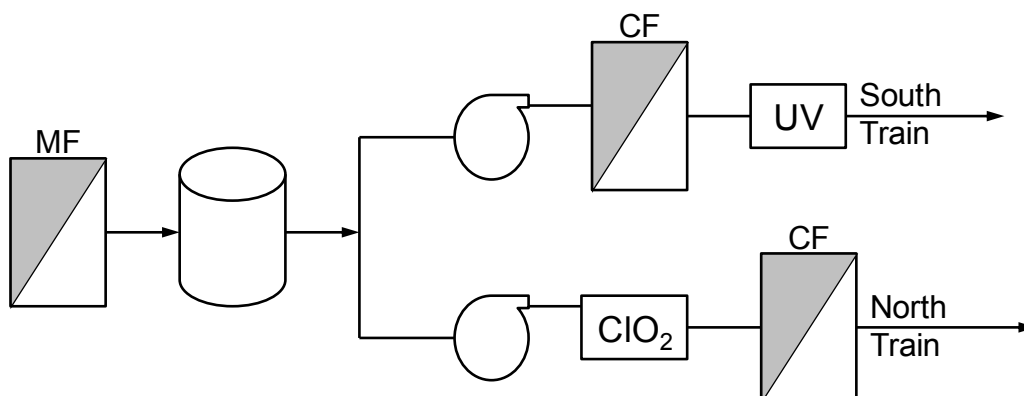 CF
MF
UV
South
Train
CF
ClO₂
North
Train